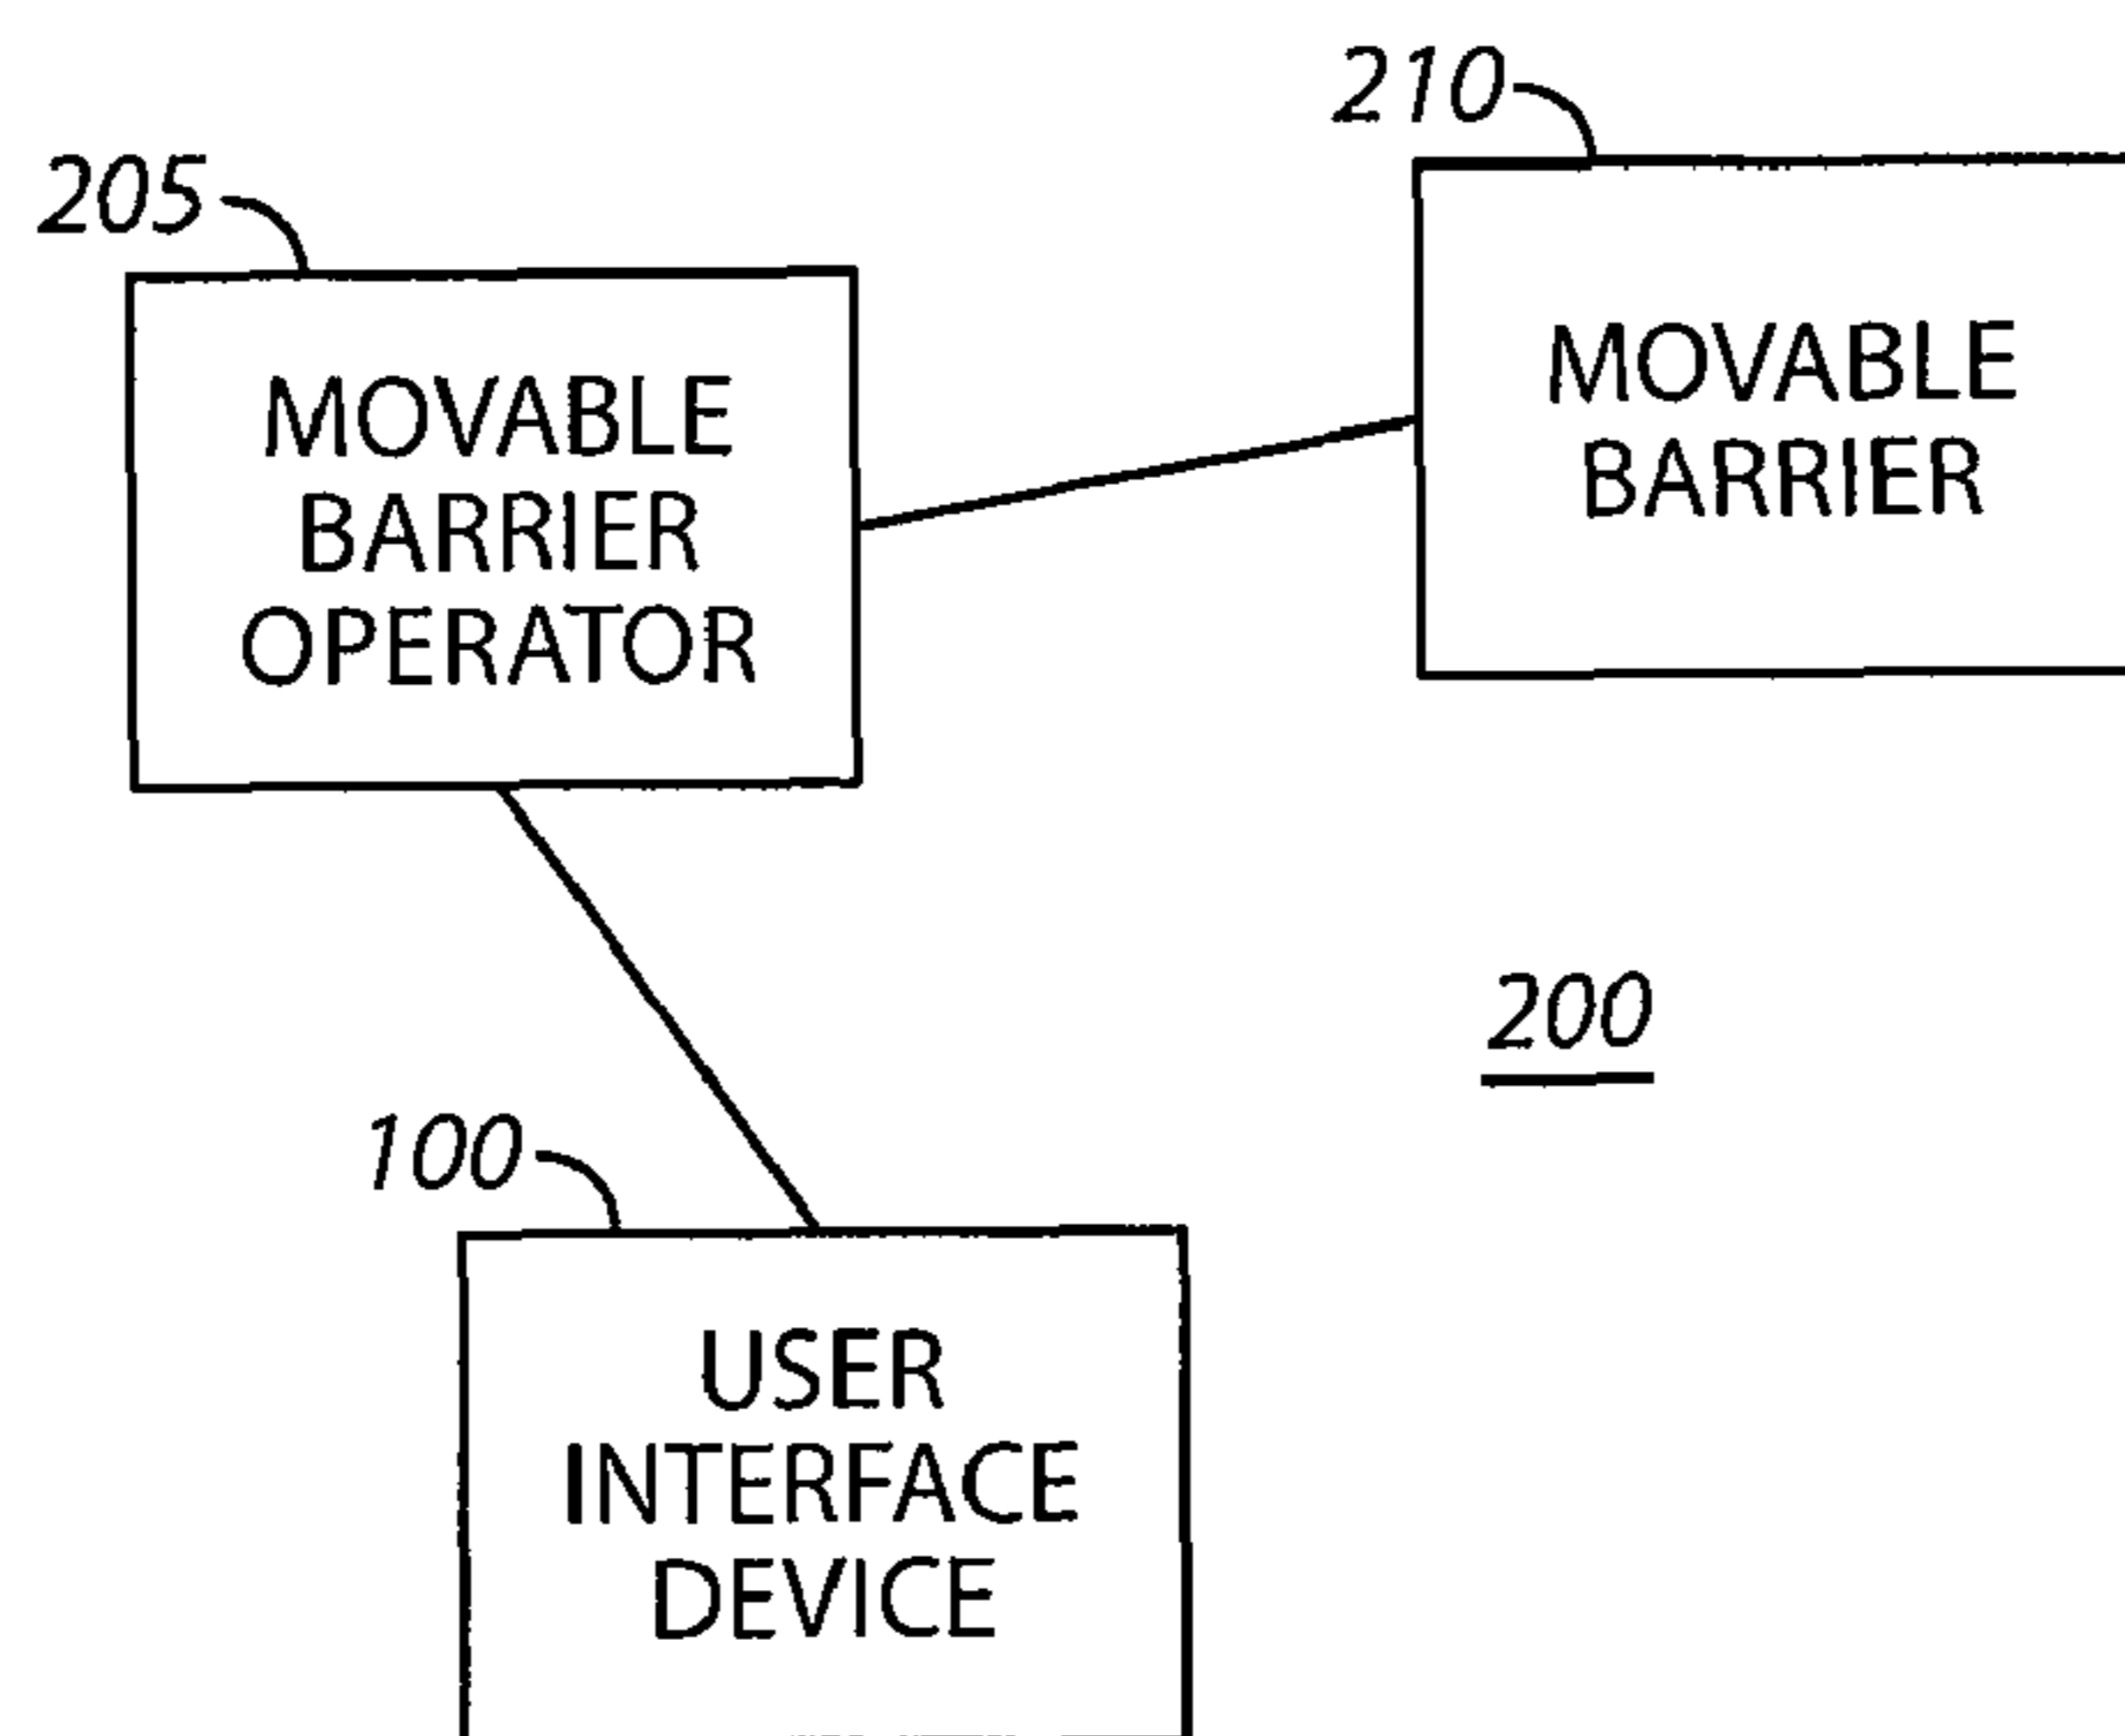 210
205
MOVABLE
BARRIER
MOVABLE
BARRIER
OPERATOR
200
100
USER
INTERFACE
DEVICE